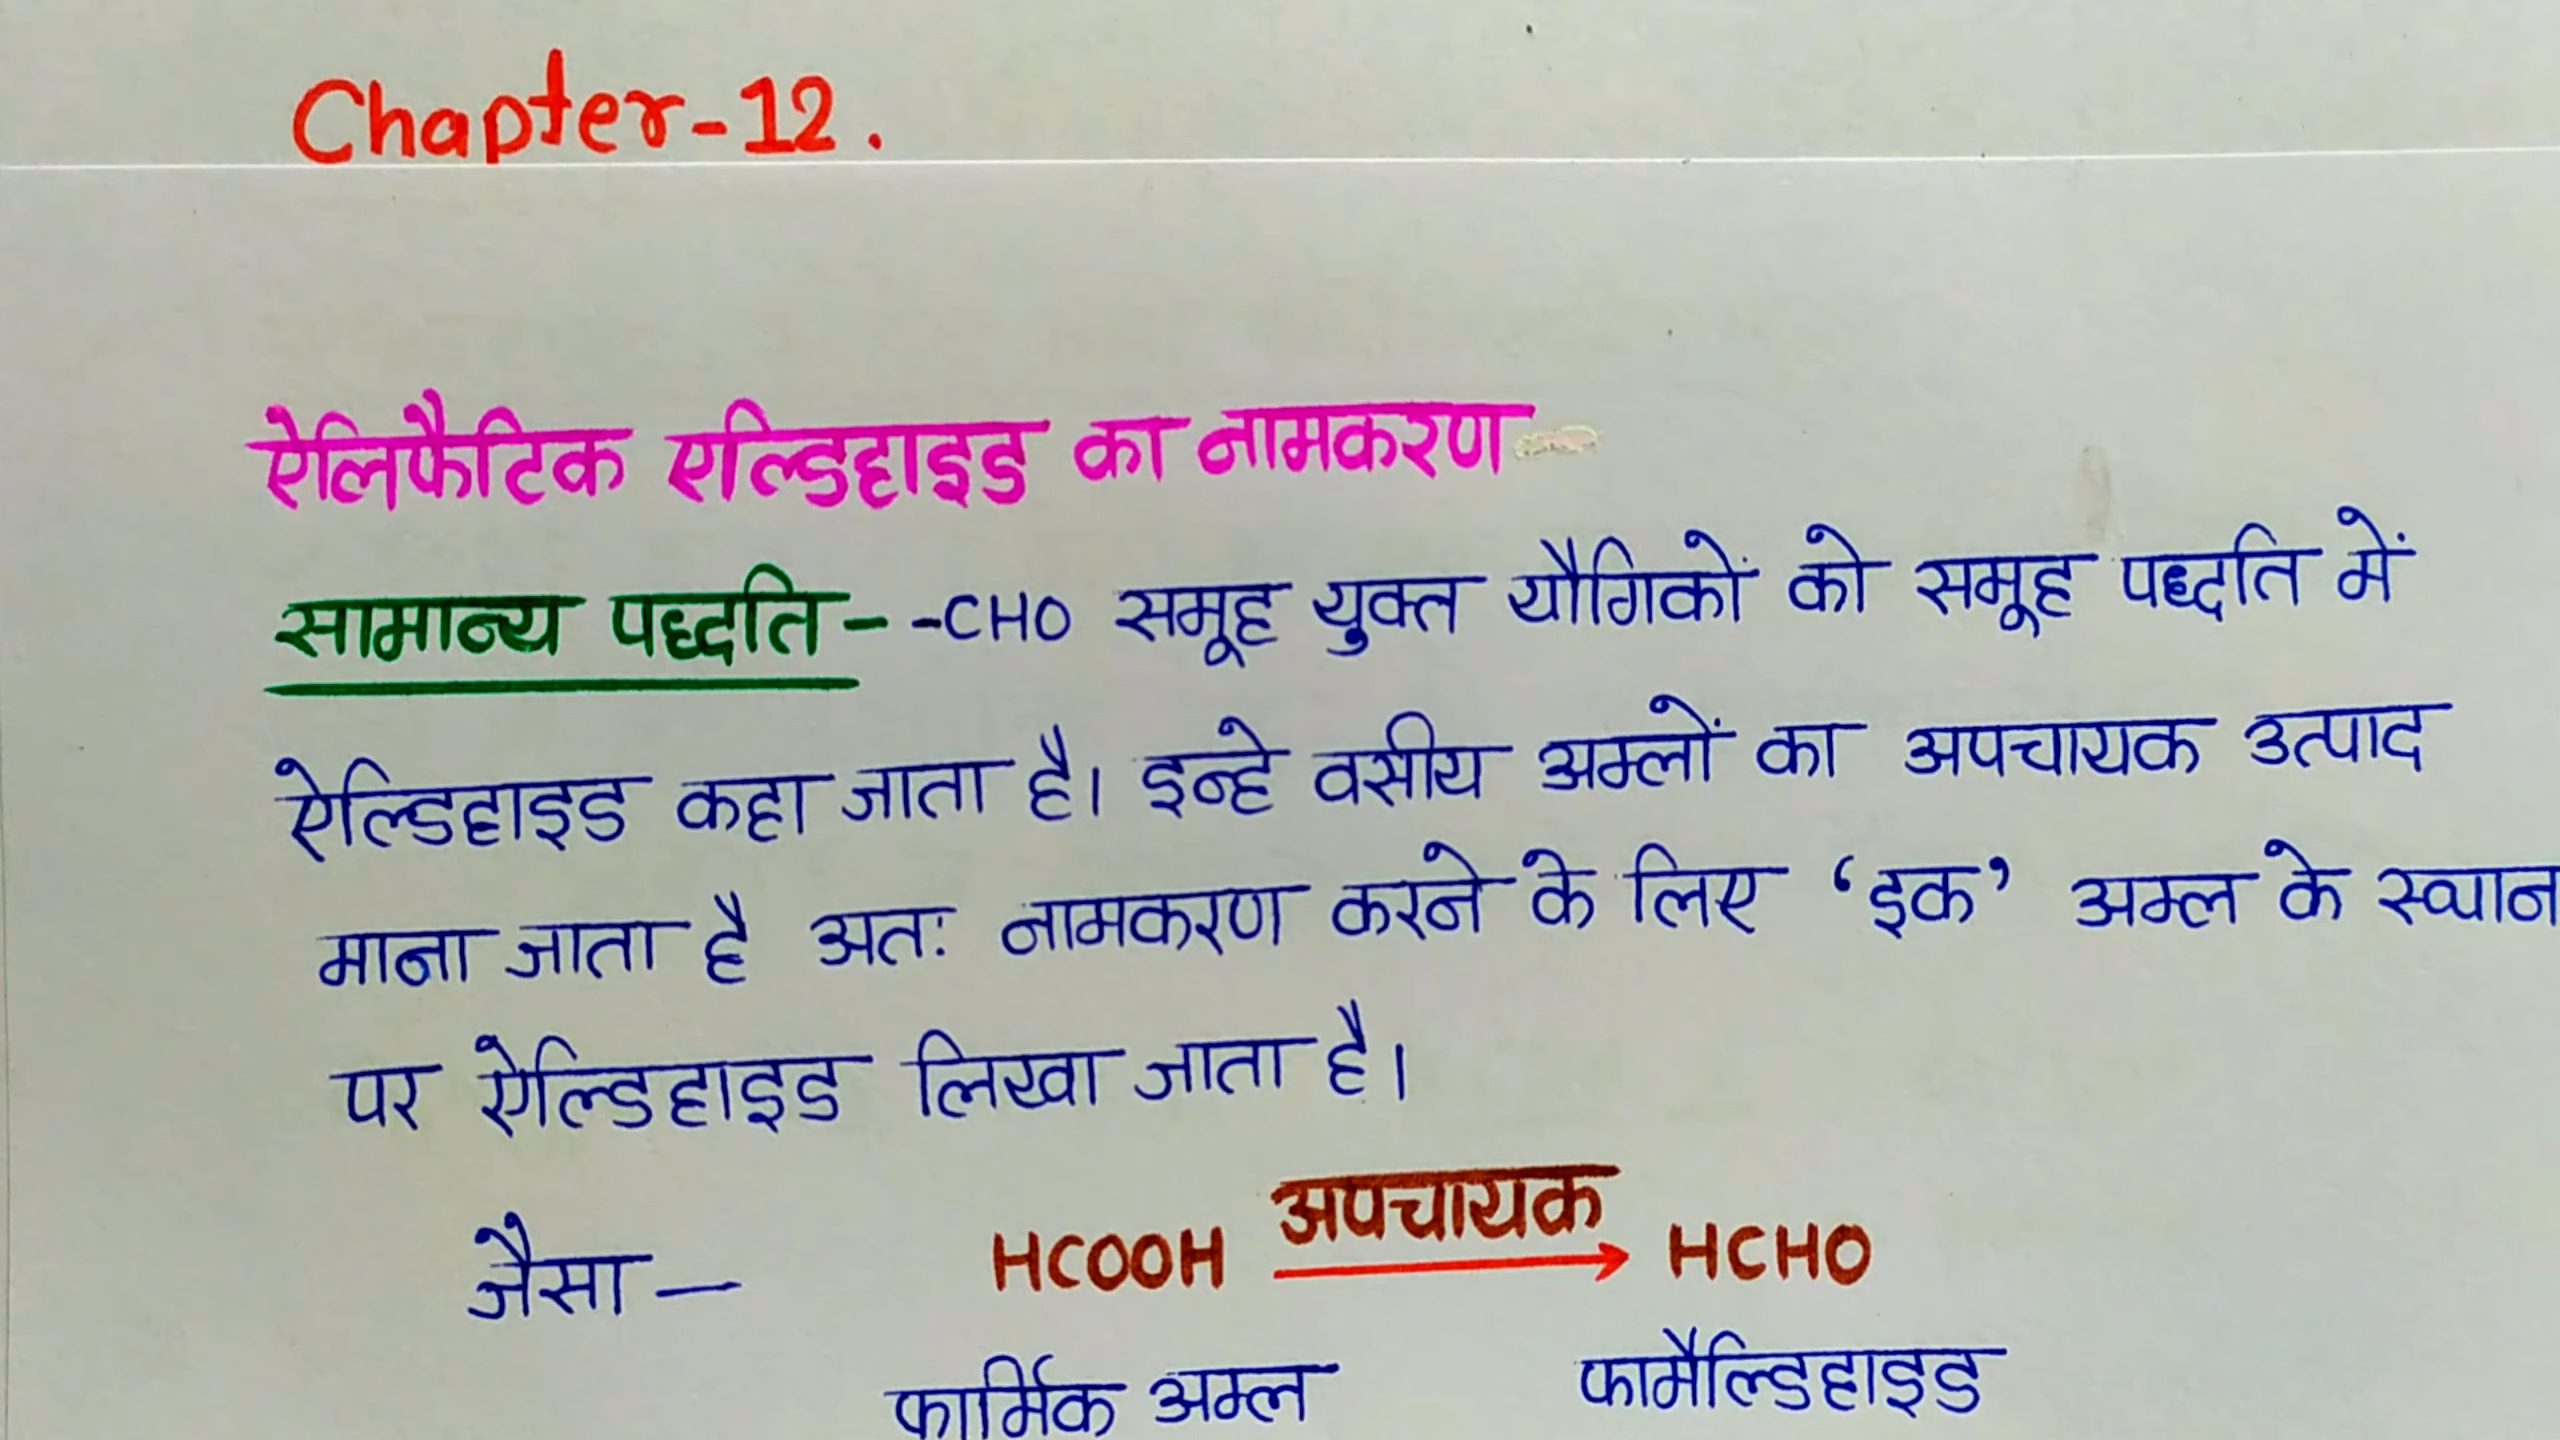 Chapter-12.
ऐलिफैटिक एल्डिहाइड का नामकरण
सामान्य पद्धति- -CHO समूह युक्त यौगिकों को समूह पद्धति में
ऐल्डिहाइड कहा जाता है। इन्हे वसीय अम्लों का अपचायक उत्पाद
माना जाता है अतः नामकरण करने के लिए ‘इक’ अम्ल के स्थान
पर ऐल्डिहाइड लिखा जाता है।
जैसा — HCOOH अपचायक → HCHO
फार्मिक अम्ल फार्मैल्डिहाइड